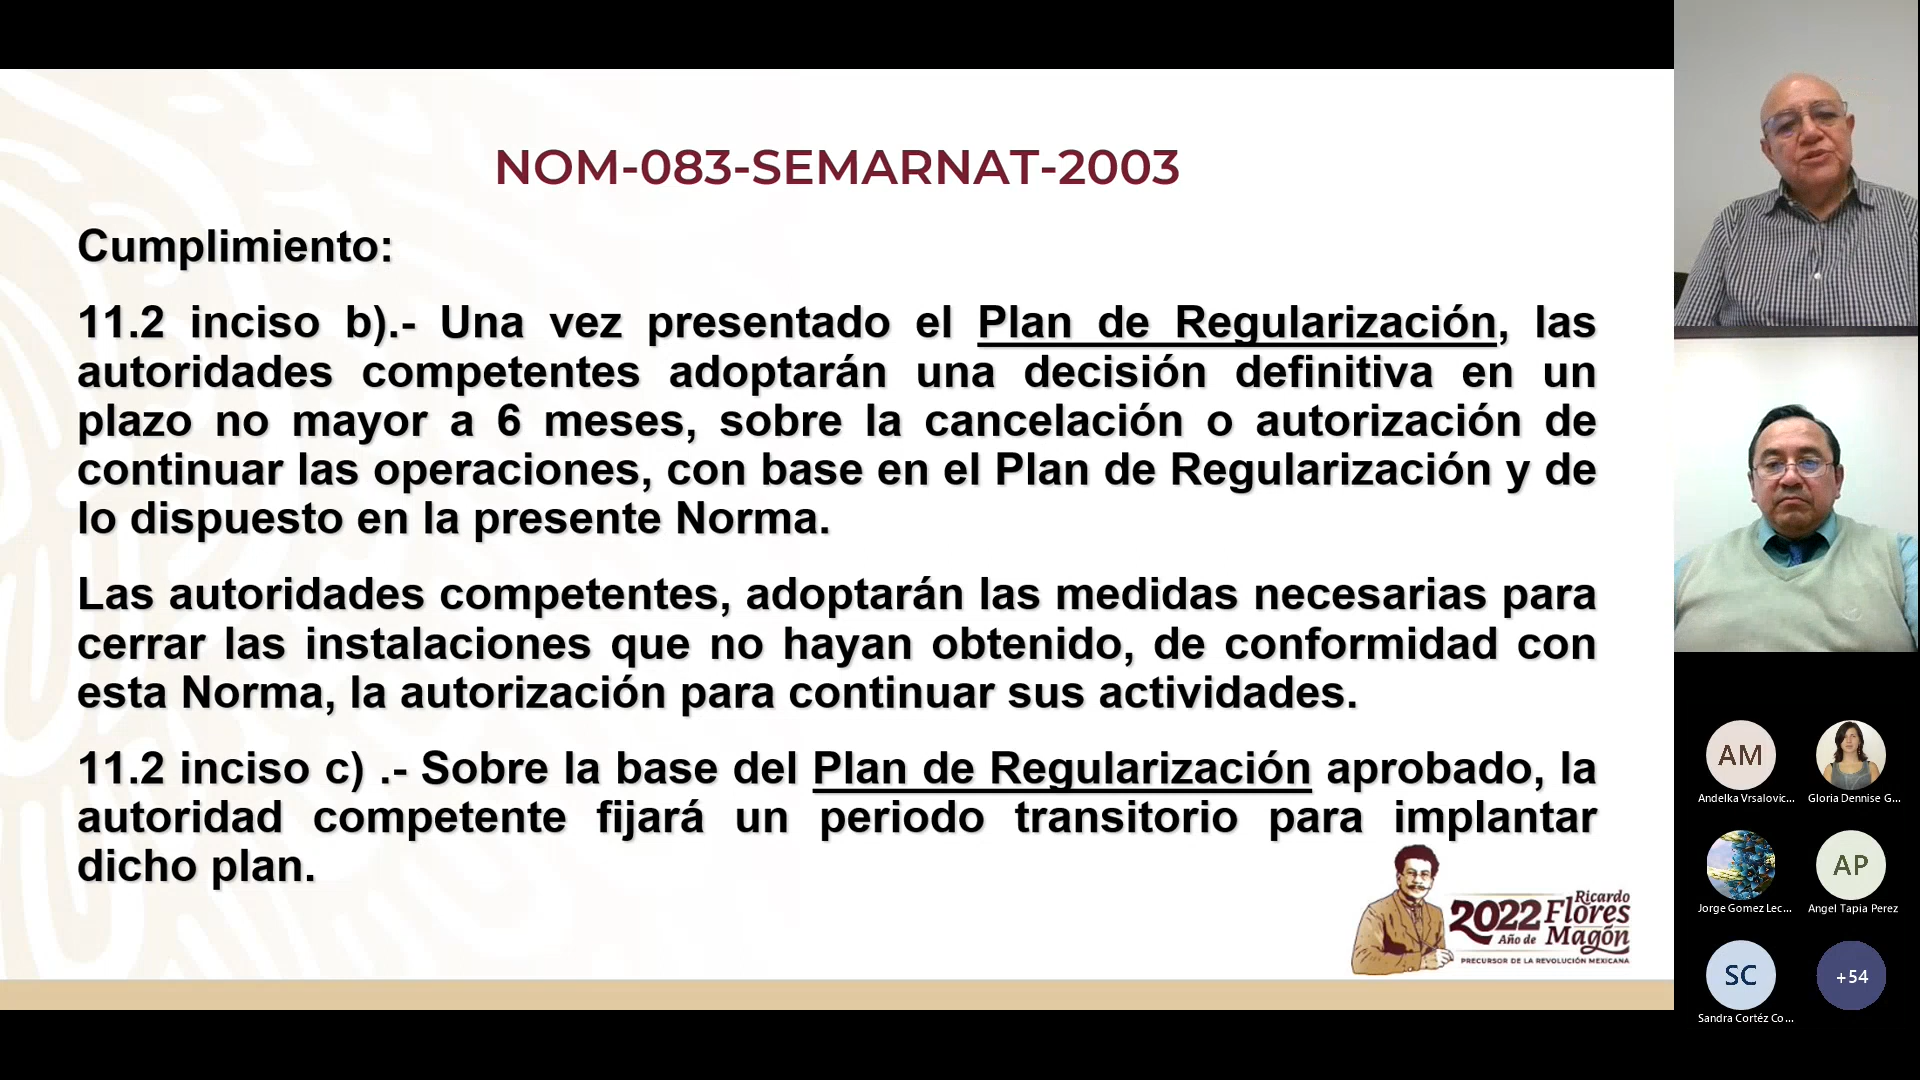 NOM-083-SEMARNAT-2003
Cumplimiento:
11.2 inciso b).- Una vez presentado el Plan de Regularización, las
autoridades competentes adoptarán una decisión definitiva en un
plazo no mayor a 6 meses, sobre la cancelación o autorización de
continuar las operaciones, con base en el Plan de Regularización y de
lo dispuesto en la presente Norma.
Las autoridades competentes, adoptarán las medidas necesarias para
cerrar las instalaciones que no hayan obtenido, de conformidad con
esta Norma, la autorización para continuar sus actividades.
11.2 inciso c) .- Sobre la base del Plan de Regularización aprobado, la
autoridad competente fijará un periodo transitorio para implantar
dicho plan.
2022 Ricardo
Flores
Año de Magón
PRECURSOR DE LA REVOLUCIÓN MEXICANA
AM
Andelka Vrsalovic...
Gloria Dennise G...
Jorge Gomez Lec...
AP
Angel Tapia Perez
SC
Sandra Cortéz Co...
+54